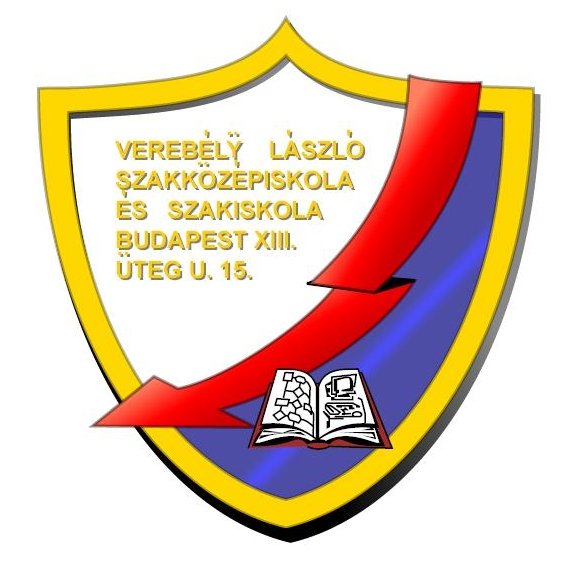 VEREBÉLŸ LÁSZLÓ
SZAKKÖZÉPISKOLA
ÉS SZAKISKOLA
BUDAPEST XIII.
ÜTEG U. 15.